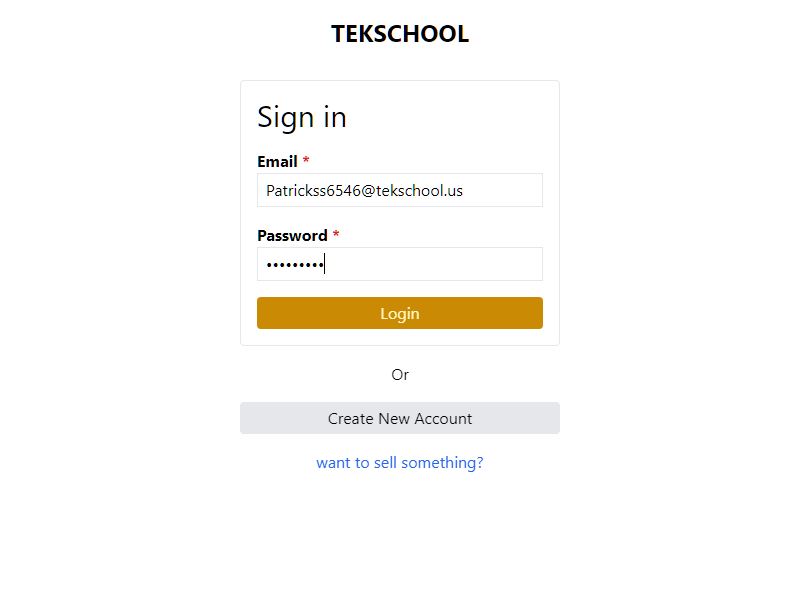 TEKSCHOOL
Sign in
Email *
Patrickss6546@tekschool.us
Password *
•••••••••
Login
Or
Create New Account
want to sell something?